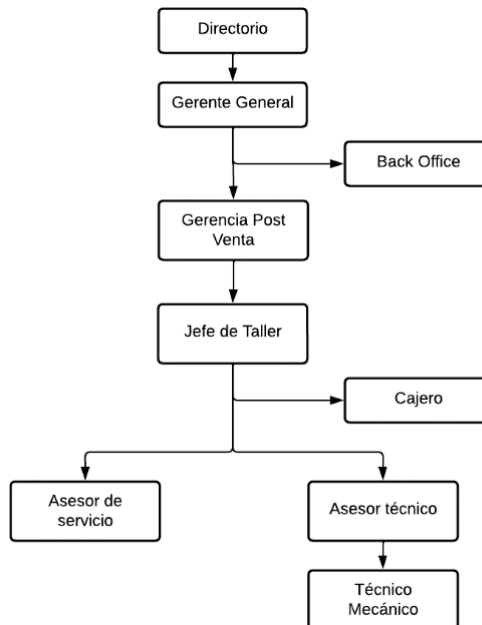 Directorio
Gerente General
Back Office
Gerencia Post
Venta
Jefe de Taller
Cajero
Asesor de
servicio
Asesor técnico
Técnico
Mecánico